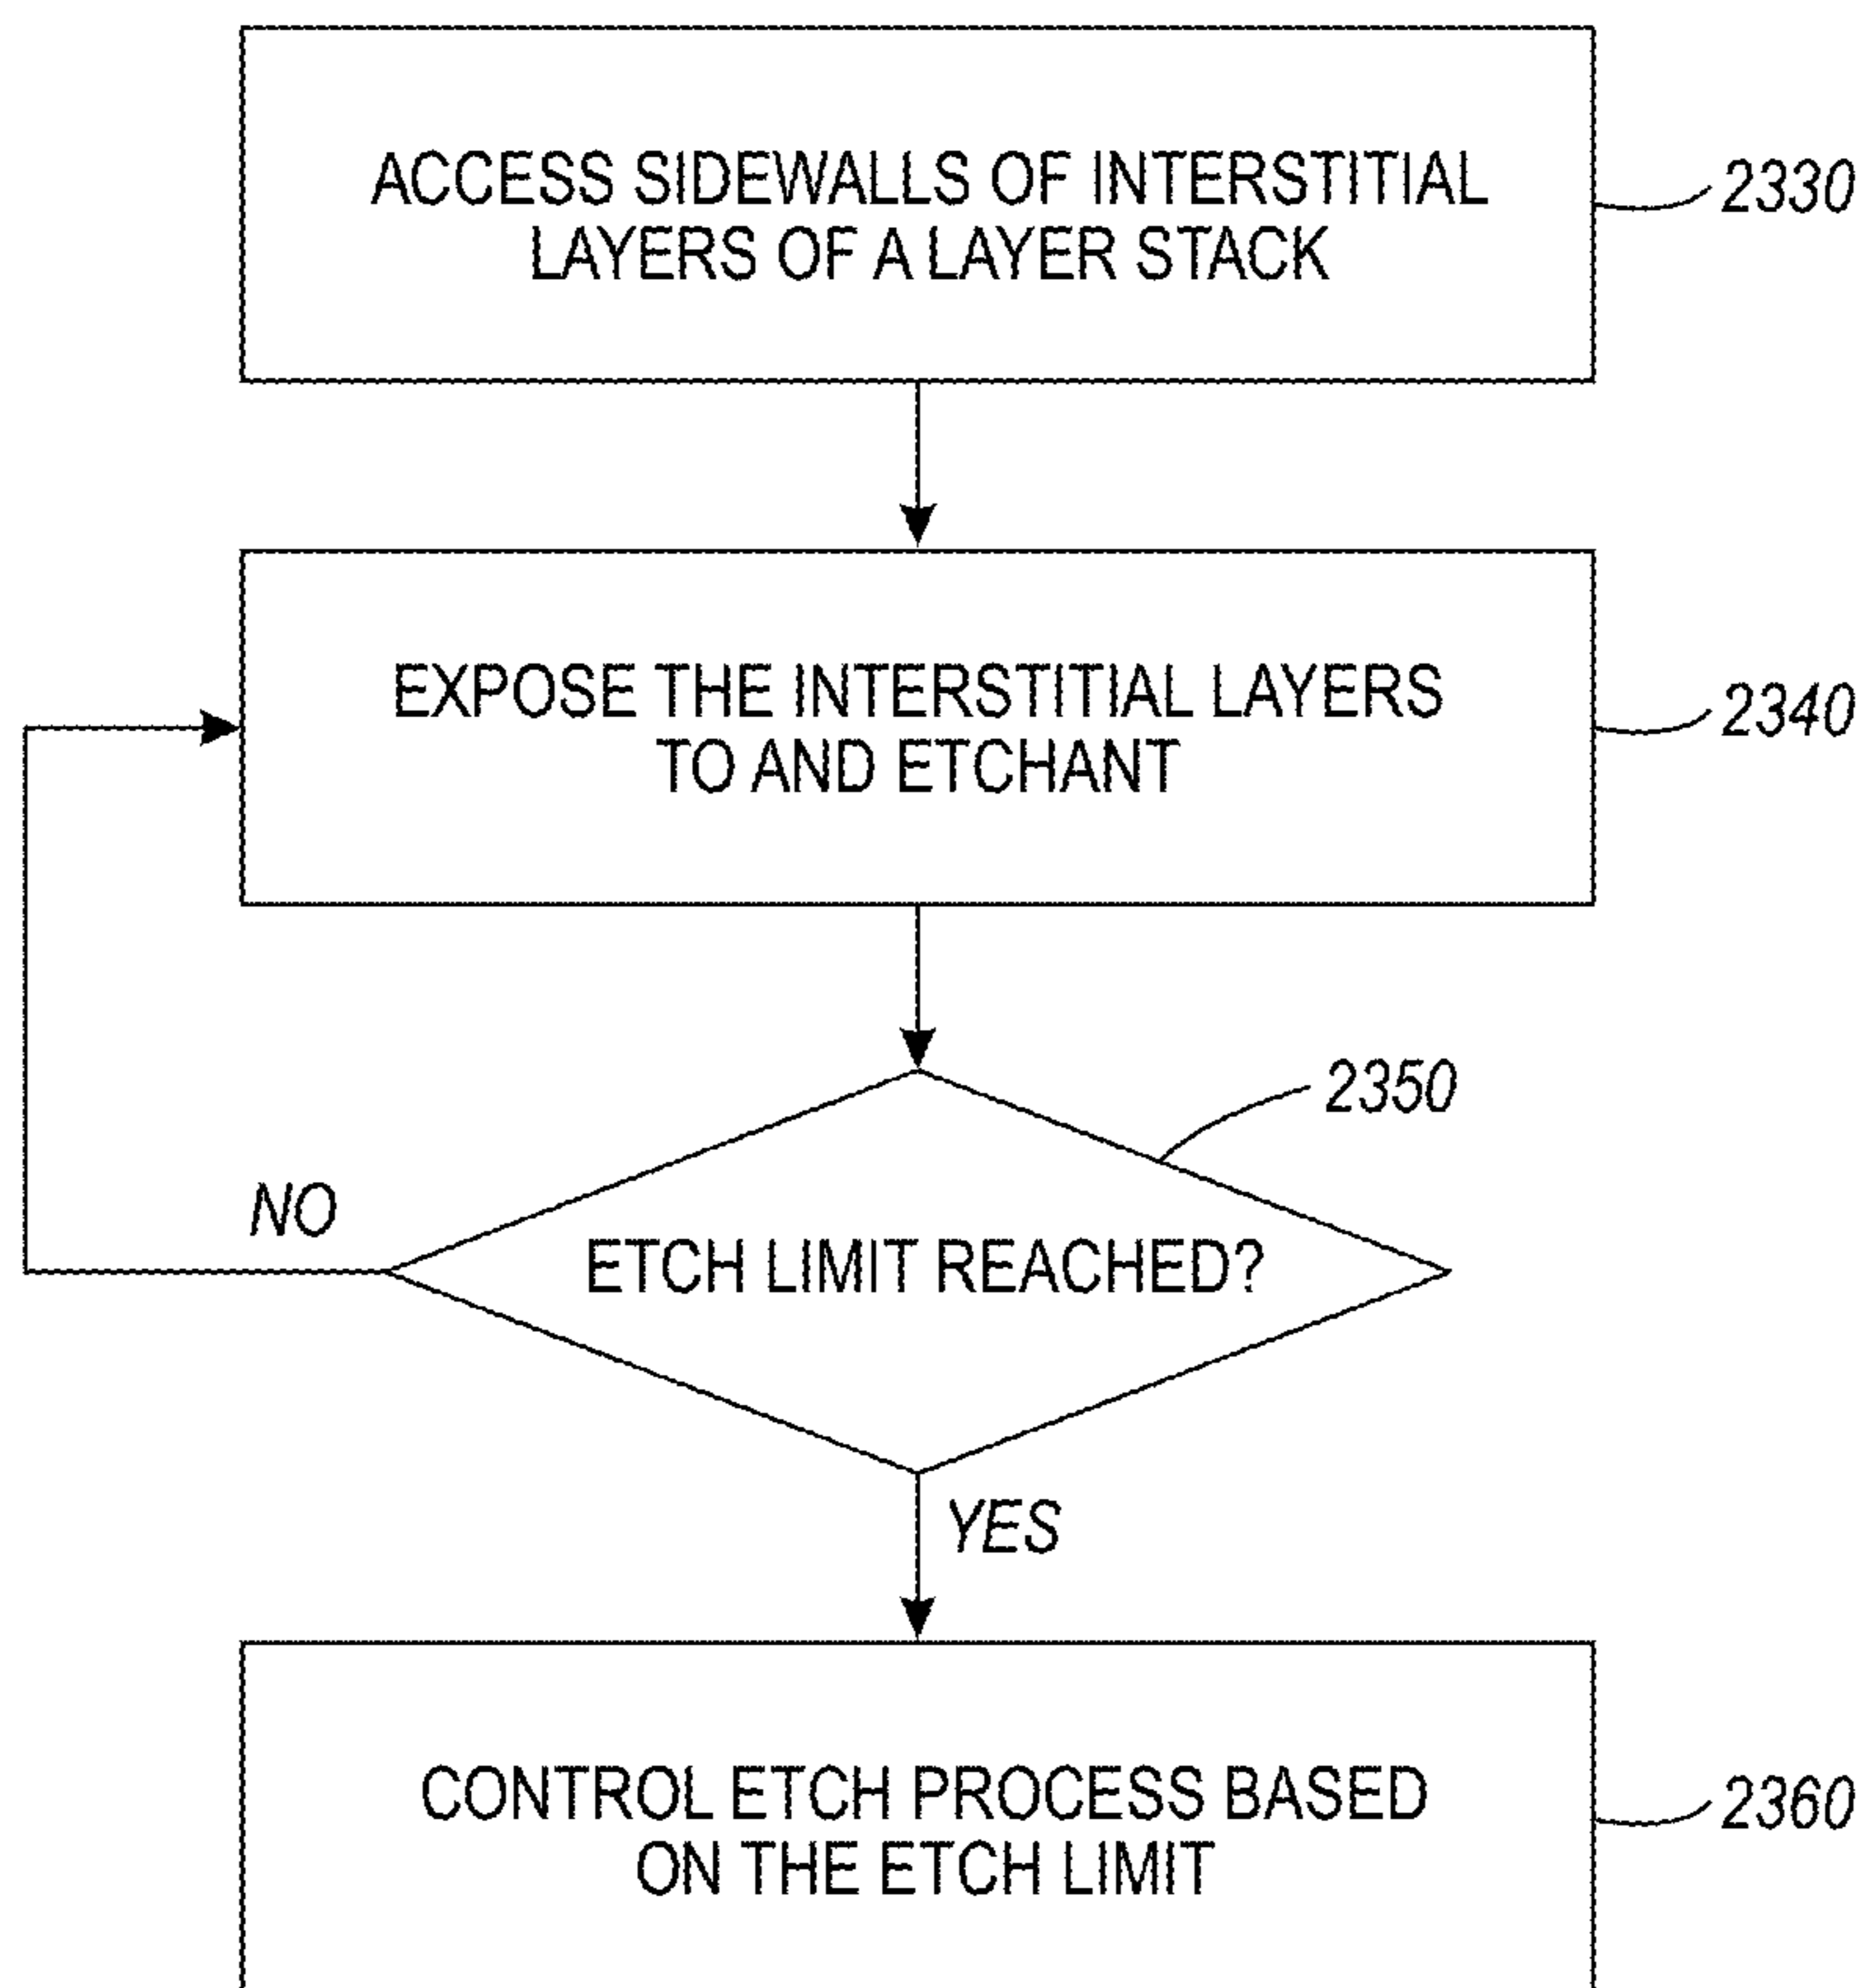 ACCESS SIDEWALLS OF INTERSTITIAL
LAYERS OF A LAYER STACK
2330
EXPOSE THE INTERSTITIAL LAYERS
TO AND ETCHANT
2340
2350
NO
ETCH LIMIT REACHED?
YES
CONTROL ETCH PROCESS BASED
ON THE ETCH LIMIT
2360